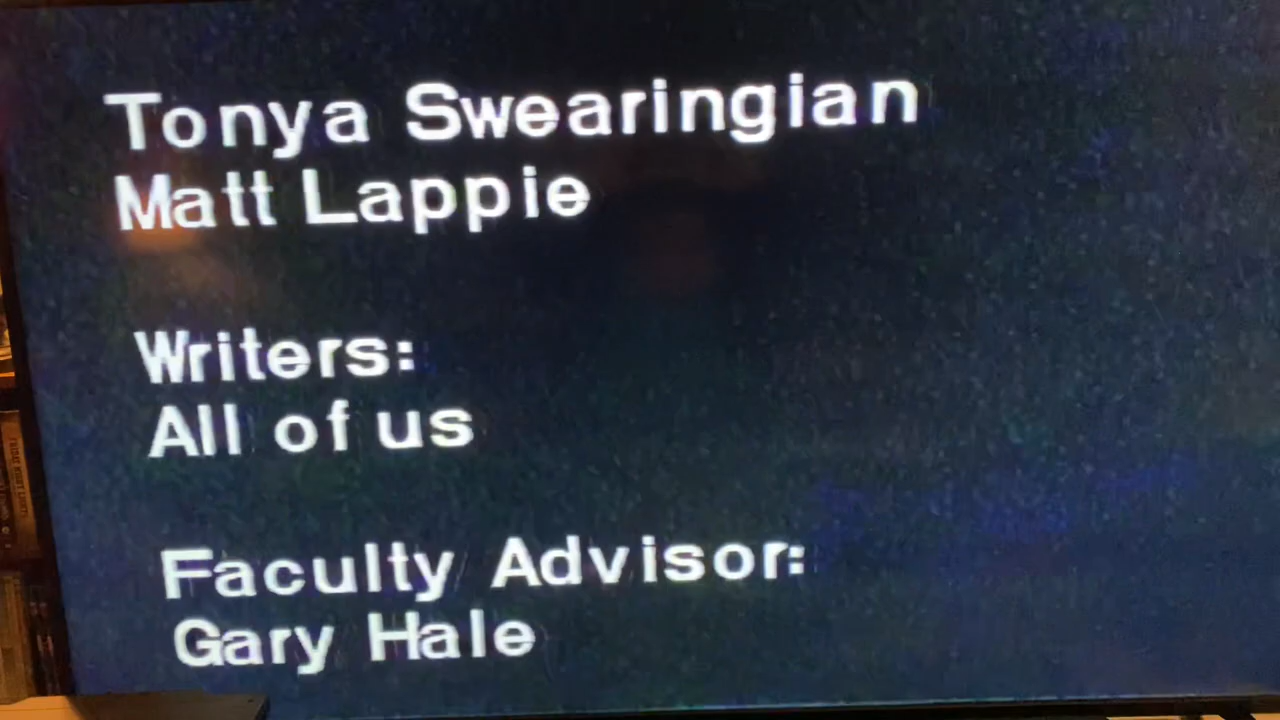 Tonya Swearingian
Matt Lappie
Writers:
All of us
Faculty Advisor:
Gary Hale